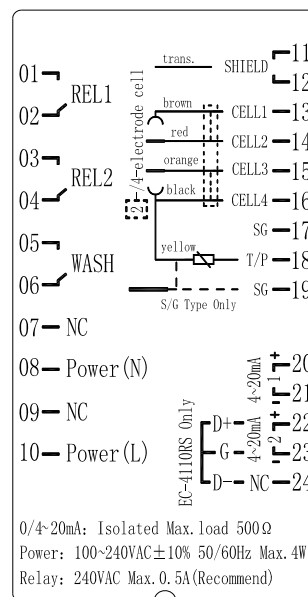 trans.
SHIELD 11
12
01
02 REL1
brown CELL1 13
red CELL2 14
orange CELL3 15
black CELL4 16
2-/4-electrode cell
03
04 REL2
SG 17
yellow T/P 18
SG 19
S/G Type Only
05
06 WASH
07 NC
08 Power(N)
09 NC
10 Power(L)
4~20mA 1 + 20
- 21
EC-4110RS Only
D+ 4~20mA 2 + 22
G - 23
D- NC 24
0/4~20mA: Isolated Max.load 500Ω
Power: 100~240VAC±10% 50/60Hz Max.4W
Relay: 240VAC Max.0.5A(Recommend)